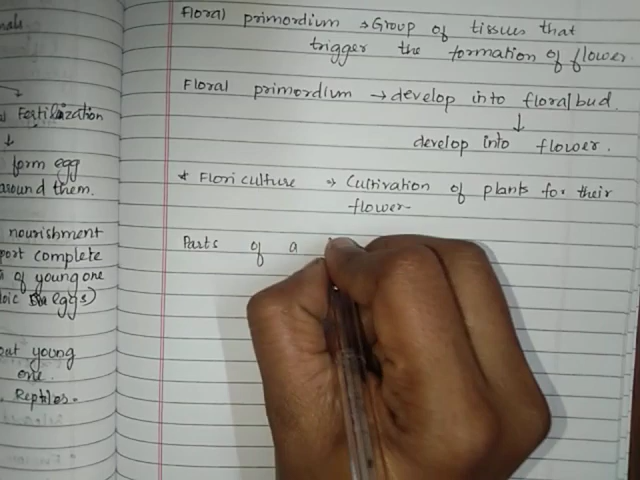 Floral primordium → Group of tissues that
trigger the formation of flower.
Floral primordium → develop into floral bud.
↓
develop into flower.
* Floriculture → Cultivation of plants for their
flower-
Parts of a
Fertilization
↓
form egg
around them.
nourishment
port complete
of young one
eggs)
young
one.
Reptiles-